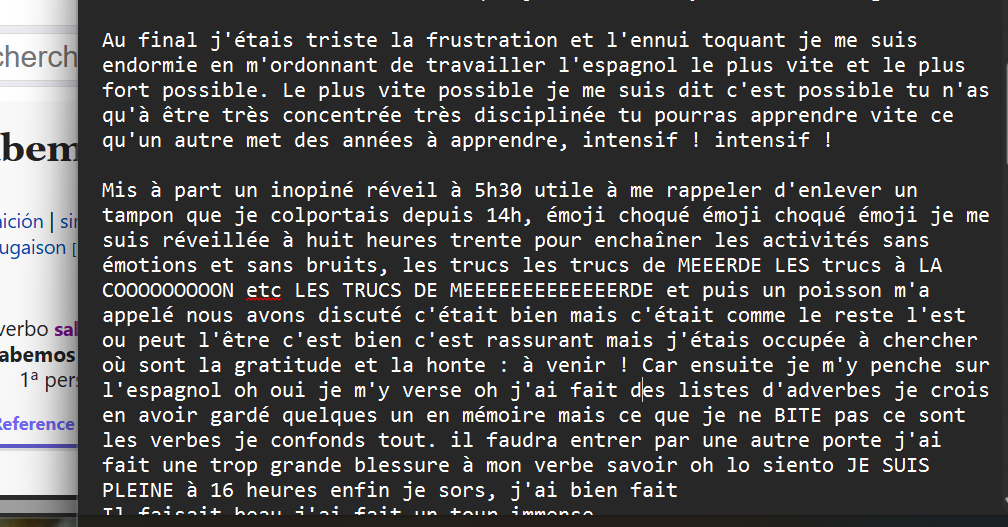 cherch
bem
nición | sin
ugaison [
verbo sal
abemos
1ª pers
Reference
Au final j'étais triste la frustration et l'ennui toquant je me suis
endormie en m'ordonnant de travailler l'espagnol le plus vite et le plus
fort possible. Le plus vite possible je me suis dit c'est possible tu n'as
qu'à être très concentrée très disciplinée tu pourras apprendre vite ce
qu'un autre met des années à apprendre, intensif ! intensif !
Mis à part un inopiné réveil à 5h30 utile à me rappeler d'enlever un
tampon que je colportais depuis 14h, émoji choqué émoji choqué émoji je me
suis réveillée à huit heures trente pour enchaîner les activités sans
émotions et sans bruits, les trucs les trucs de MEEERDE LES trucs à LA
COOOOOOOOON etc LES TRUCS DE MEEEEEEEEEEEEEERDE et puis un poisson m'a
appelé nous avons discuté c'était bien mais c'était comme le reste l'est
ou peut l'être c'est bien c'est rassurant mais j'étais occupée à chercher
où sont la gratitude et la honte : à venir ! Car ensuite je m'y penche sur
l'espagnol oh oui je m'y verse oh j'ai fait des listes d'adverbes je crois
en avoir gardé quelques un en mémoire mais ce que je ne BITE pas ce sont
les verbes je confonds tout. il faudra entrer par une autre porte j'ai
fait une trop grande blessure à mon verbe savoir oh lo siento JE SUIS
PLEINE à 16 heures enfin je sors, j'ai bien fait
Il faisait beau j'ai fait un tour immense